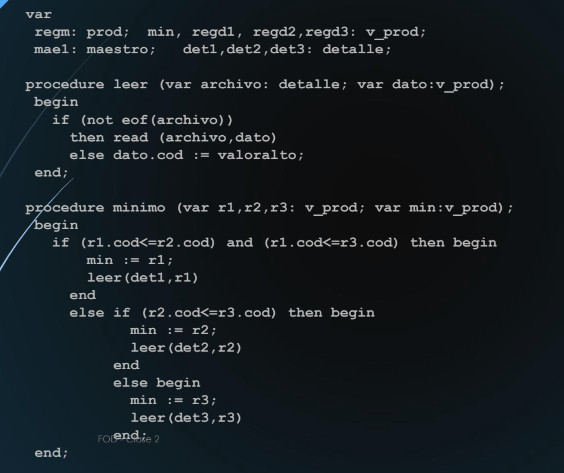 var
regm: prod; min, regd1, regd2,regd3: v_prod;
mae1: maestro; det1,det2,det3: detalle;
procedure leer (var archivo: detalle; var dato:v_prod);
begin
if (not eof(archivo))
then read (archivo,dato)
else dato.cod := valoralto;
end;
procedure minimo (var r1,r2,r3: v_prod; var min:v_prod);
begin
if (r1.cod<=r2.cod) and (r1.cod<=r3.cod) then begin
min := r1;
leer(det1,r1)
end
else if (r2.cod<=r3.cod) then begin
min := r2;
leer(det2,r2)
end
else begin
min := r3;
leer(det3,r3)
end;
FOD - Clase 2
end;